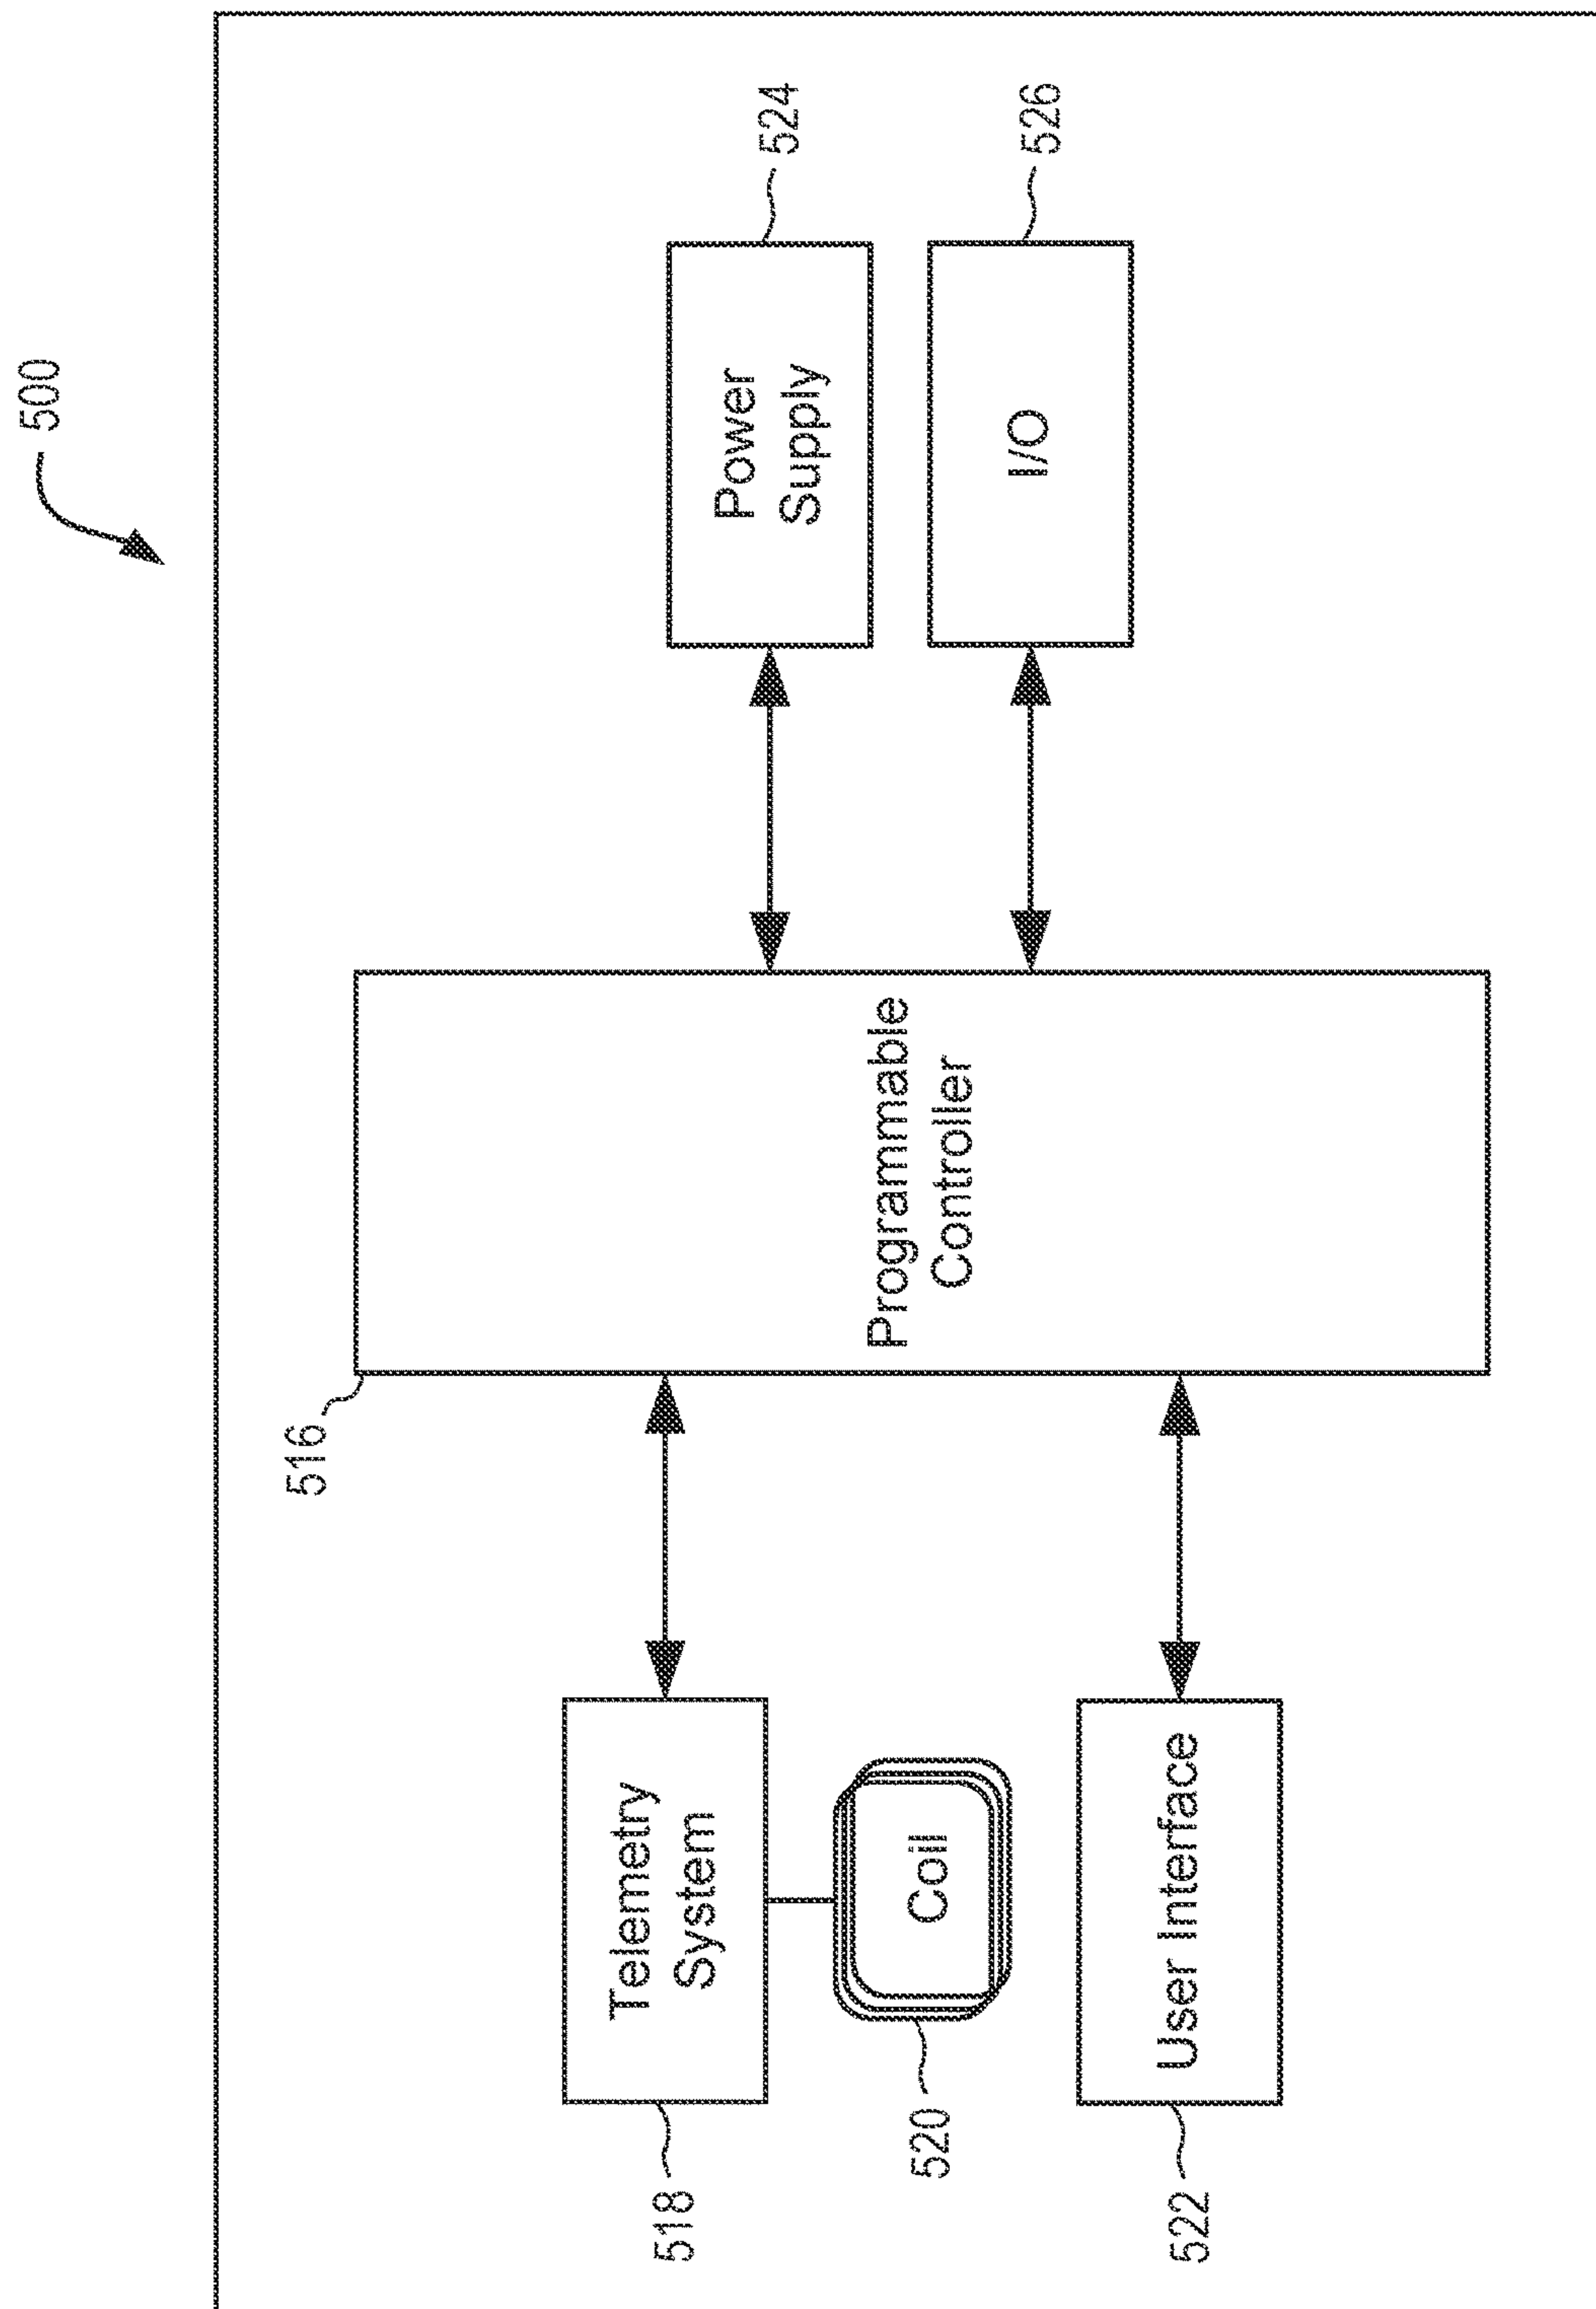 500
516
518
Telemetry
System
520
Coil
522
User Interface
Programmable
Controller
Power
Supply
524
I/O
526